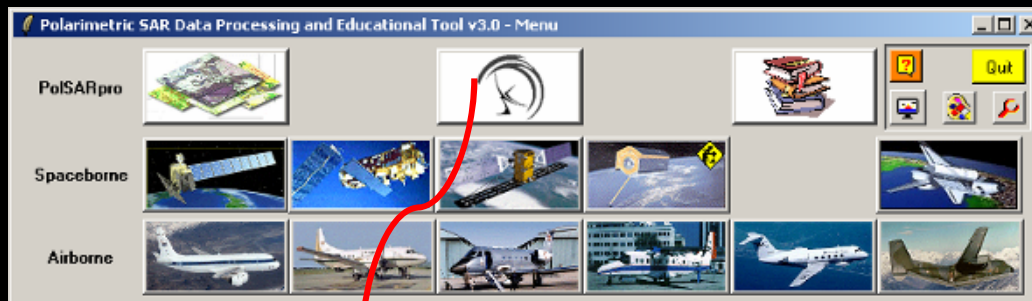 Polarimetric SAR Data Processing and Educational Tool v3.0 - Menu
PolSARpro
?
Quit
Spaceborne
Airborne